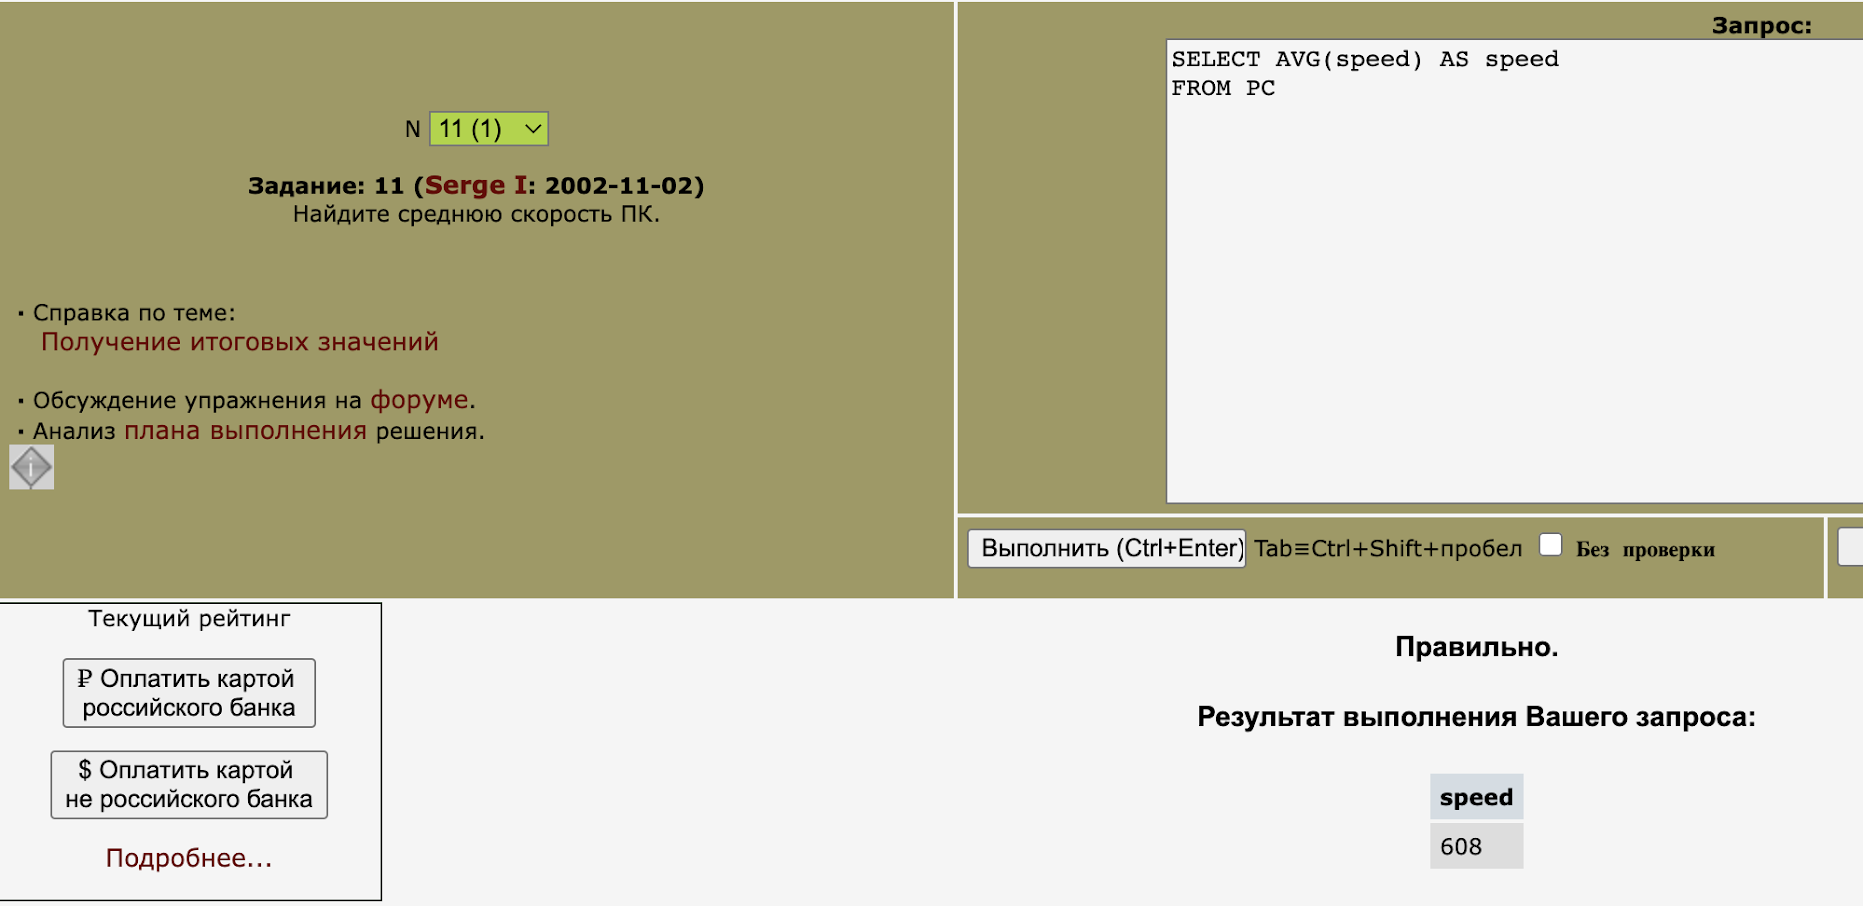 N 11 (1)
Задание: 11 (Serge I: 2002-11-02)
Найдите среднюю скорость ПК.
· Справка по теме:
Получение итоговых значений
· Обсуждение упражнения на форуме.
· Анализ плана выполнения решения.
i
Запрос:
SELECT AVG(speed) AS speed
FROM PC
Выполнить (Ctrl+Enter) Tab≡Ctrl+Shift+пробел Без проверки
Текущий рейтинг
₽ Оплатить картой
российского банка
$ Оплатить картой
не российского банка
Подробнее...
Правильно.
Результат выполнения Вашего запроса:
speed
608